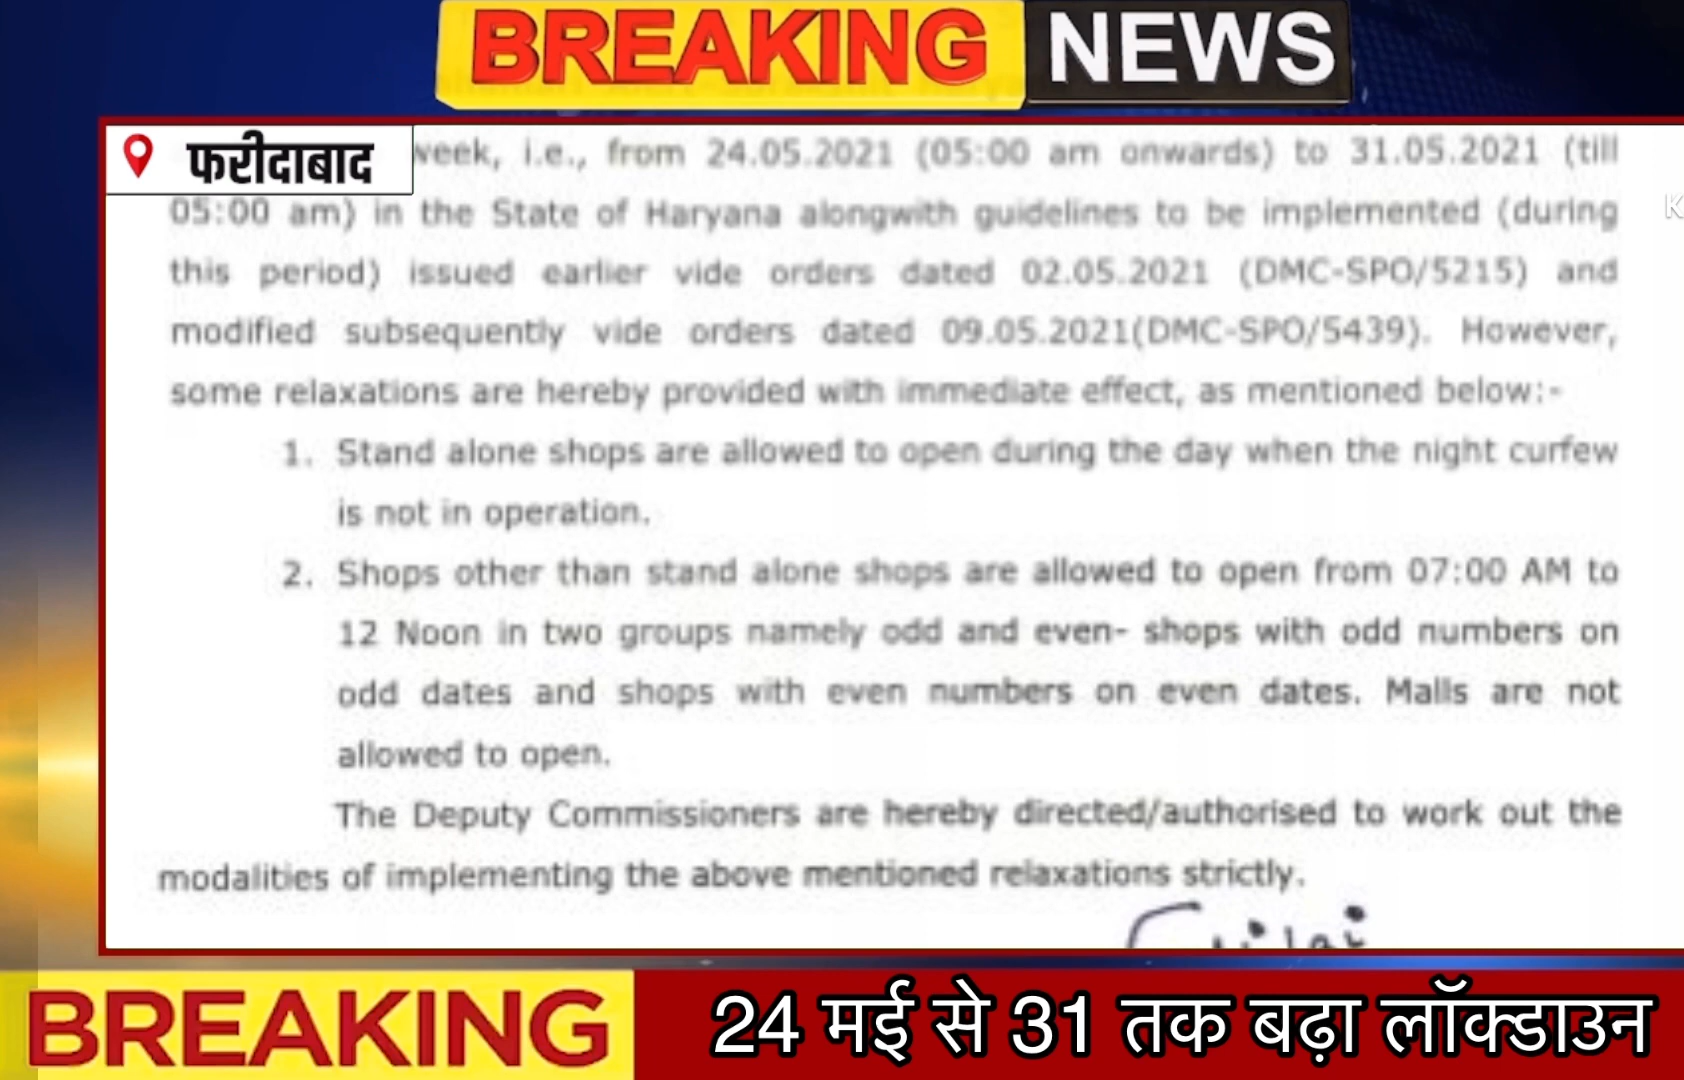 BREAKING NEWS
फरीदाबाद
week, i.e., from 24.05.2021 (05:00 am onwards) to 31.05.2021 (till
05:00 am) in the State of Haryana alongwith guidelines to be implemented (during
this period) issued earlier vide orders dated 02.05.2021 (DMC-SPO/5215) and
modified subsequently vide orders dated 09.05.2021(DMC-SPO/5439). However,
some relaxations are hereby provided with immediate effect, as mentioned below:-
1. Stand alone shops are allowed to open during the day when the night curfew
is not in operation.
2. Shops other than stand alone shops are allowed to open from 07:00 AM to
12 Noon in two groups namely odd and even- shops with odd numbers on
odd dates and shops with even numbers on even dates. Malls are not
allowed to open.
The Deputy Commissioners are hereby directed/authorised to work out the
modalities of implementing the above mentioned relaxations strictly.
BREAKING
24 मई से 31 तक बढ़ा लॉक्डाउन